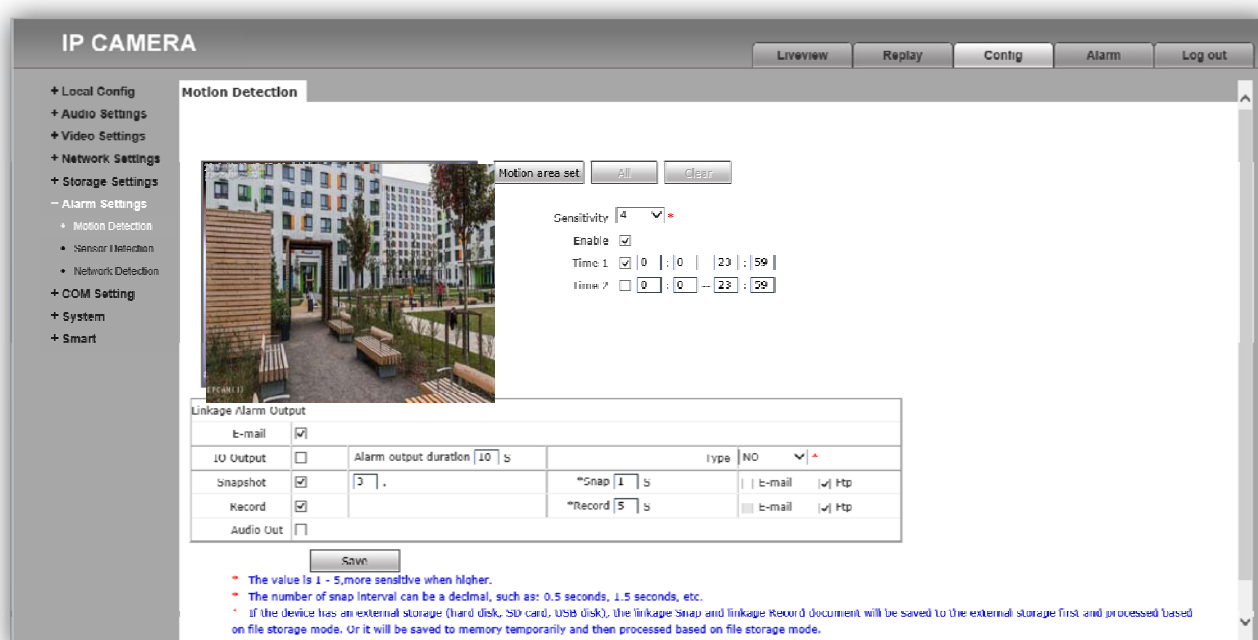 IP CAMERA
Liveview Replay Config Alarm Log out
+ Local Config
+ Audio Settings
+ Video Settings
+ Network Settings
+ Storage Settings
− Alarm Settings
• Motion Detection
• Sensor Detection
• Network Detection
+ COM Setting
+ System
+ Smart
Motion Detection
Motion area set All Clear
Sensitivity 4 *
Enable
Time 1 0 : 0 23 : 59
Time 2 0 : 0 -- 23 : 59
IPCAM(1)
Linkage Alarm Output
E-mail
IO Output Alarm output duration 10 S Type NO *
Snapshot 3 . *Snap 1 S E-mail Ftp
Record *Record 5 S E-mail Ftp
Audio Out
Save
* The value is 1 - 5,more sensitive when higher.
* The number of snap interval can be a decimal, such as: 0.5 seconds, 1.5 seconds, etc.
* If the device has an external storage (hard disk, SD card, USB disk), the linkage Snap and linkage Record document will be saved to the external storage first and processed based
on file storage mode. Or it will be saved to memory temporarily and then processed based on file storage mode.